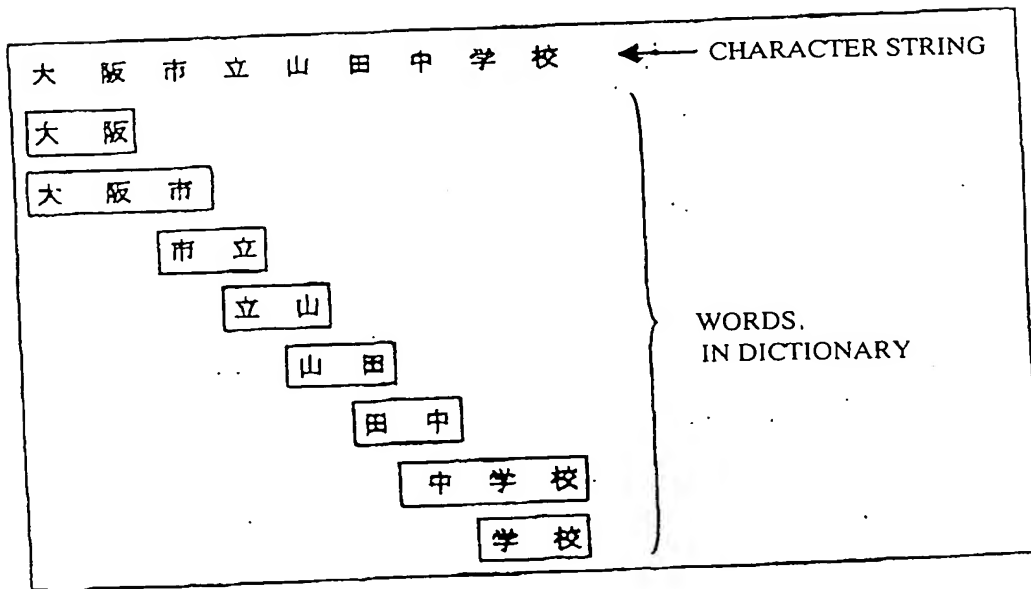 大阪市立山田中学校 ← CHARACTER STRING
大阪
大阪市
市立
立山
山田
WORDS.
IN DICTIONARY
田中
中学校
学校